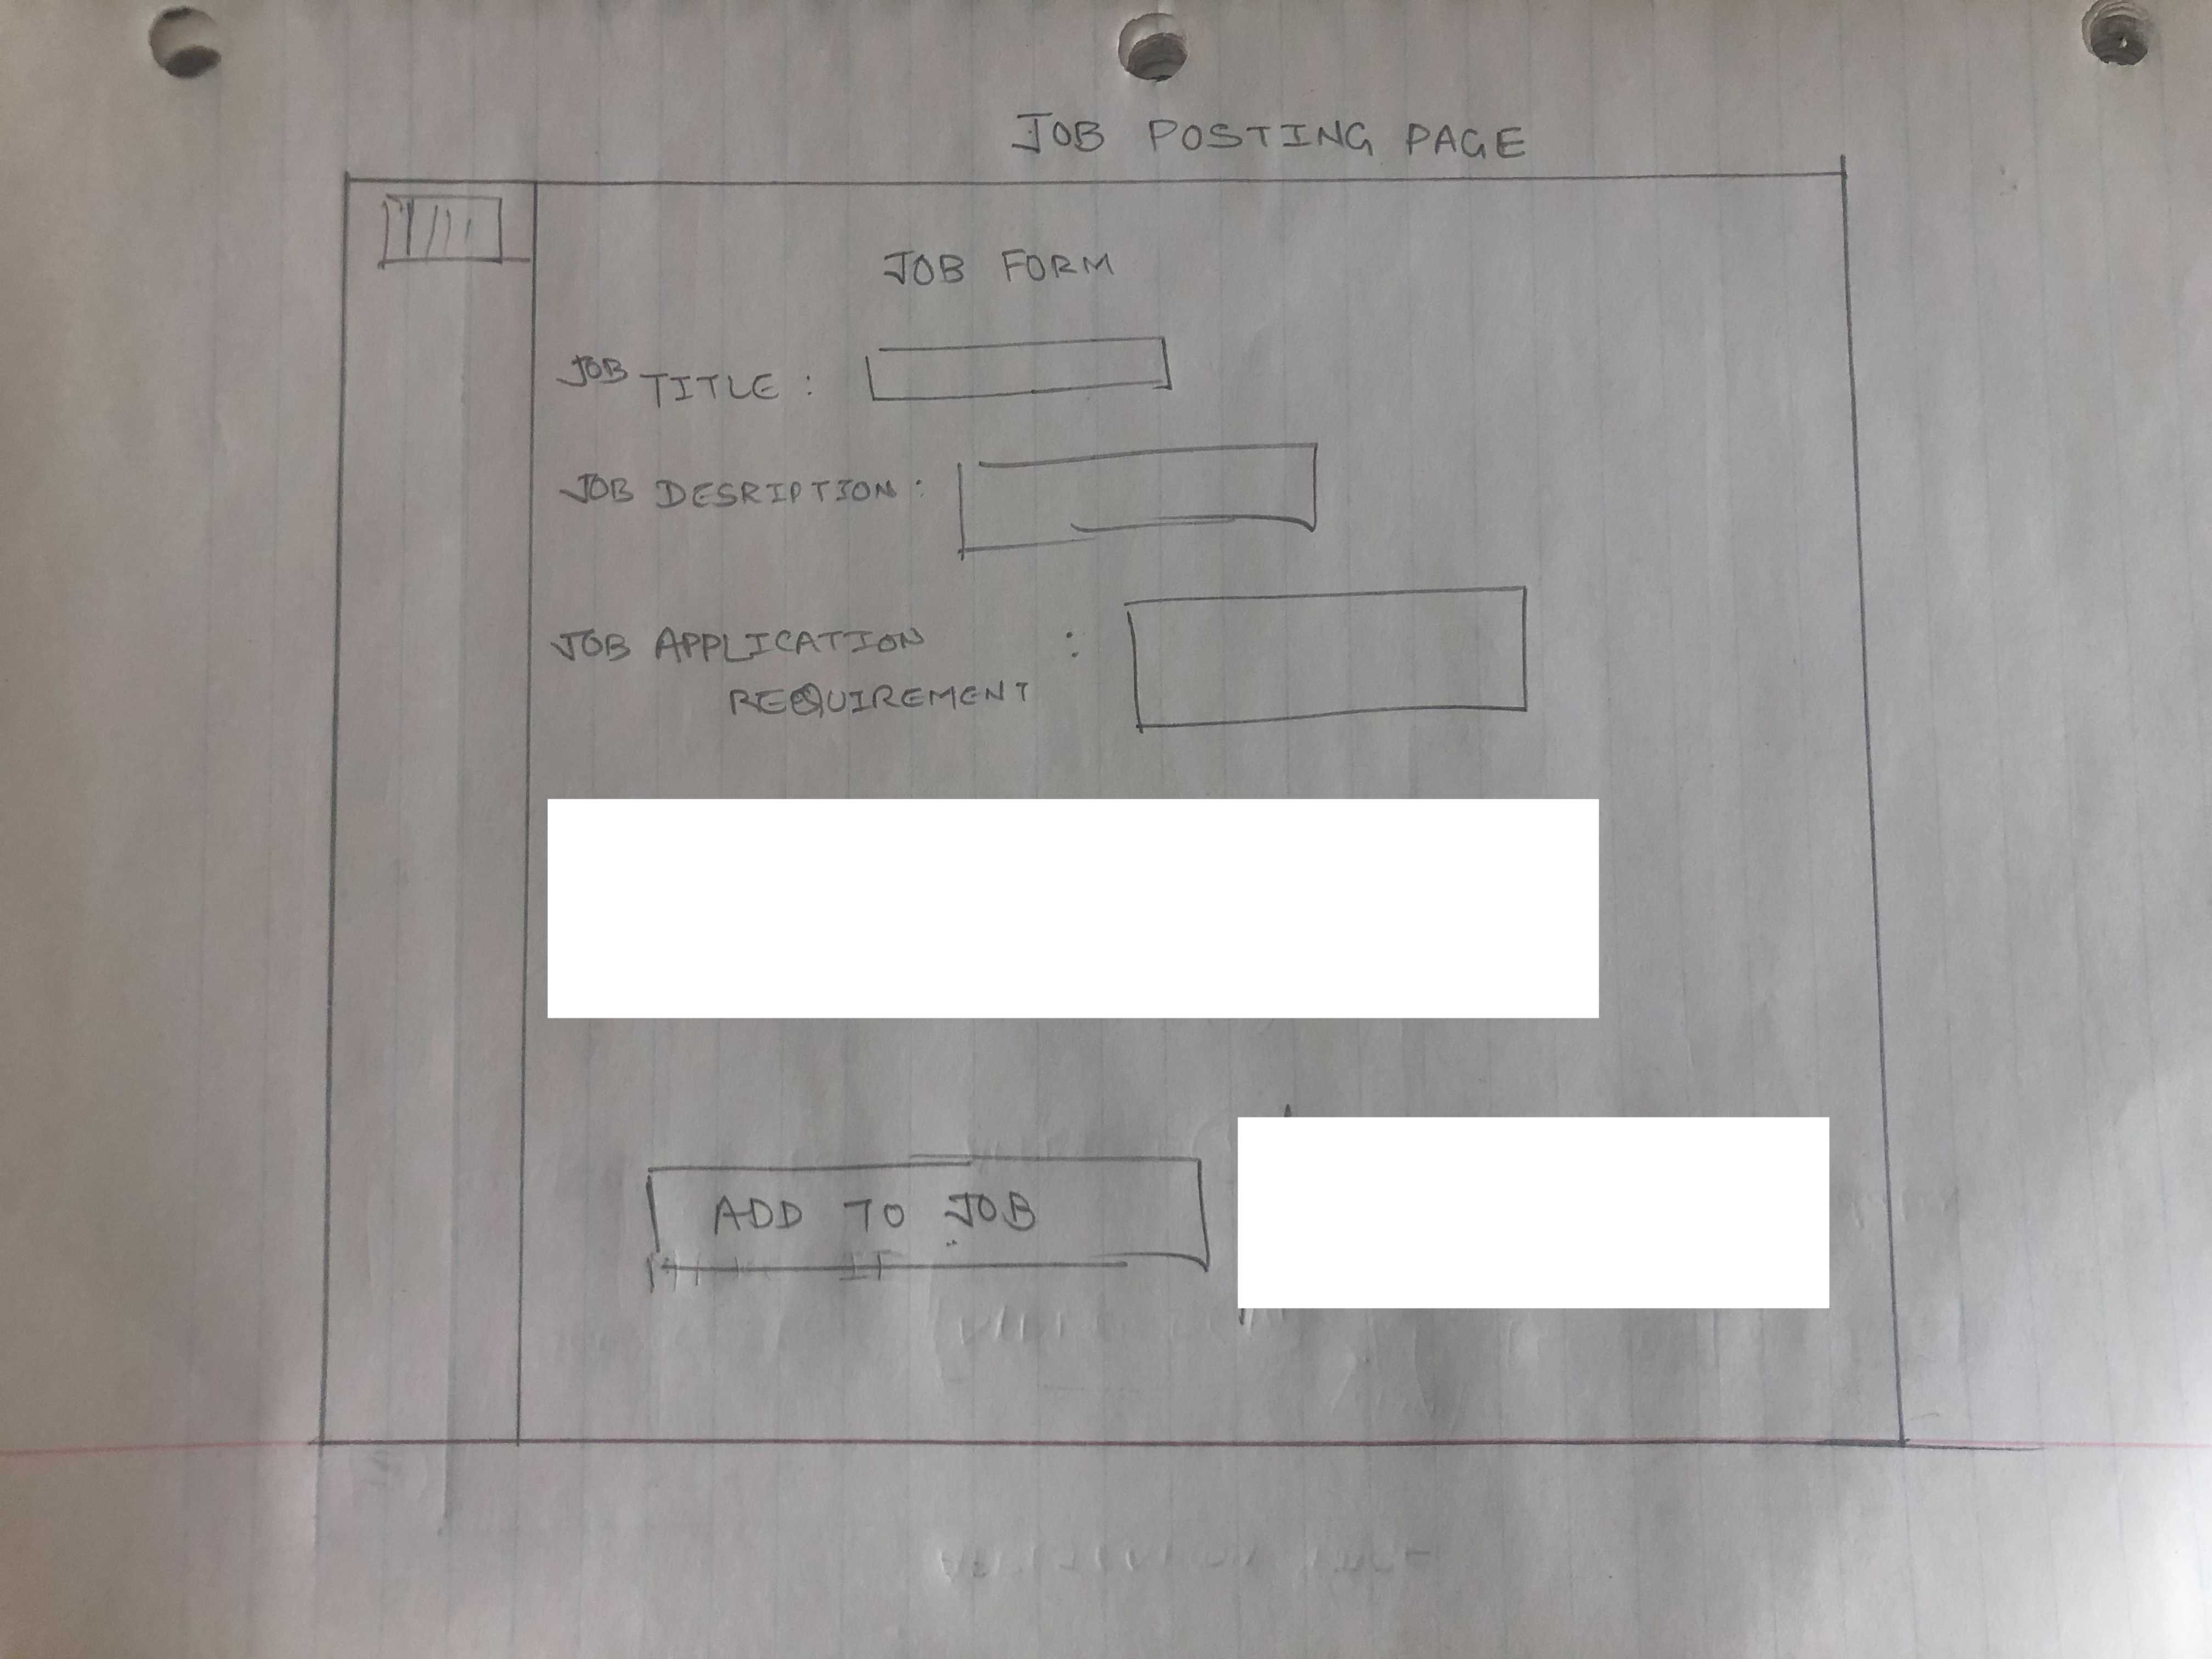 JOB POSTING PAGE
JOB FORM
JOB TITLE :
JOB DESRIPTION :
JOB APPLICATION :
REQUIREMENT
ADD TO JOB